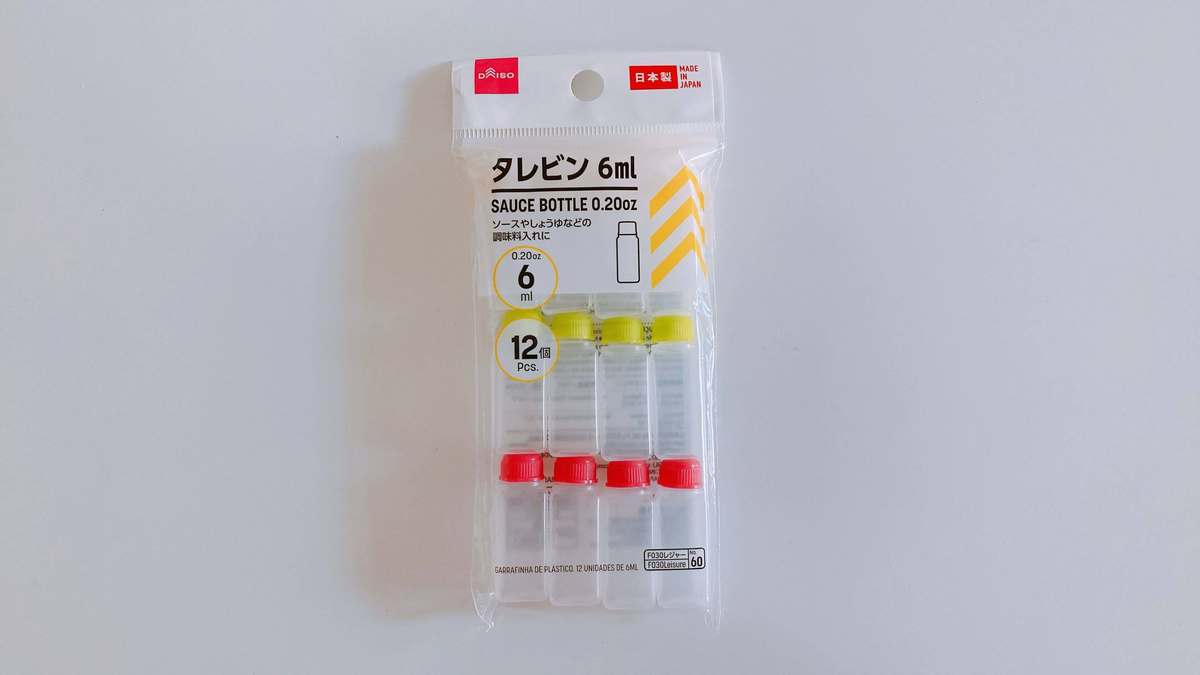 DAISO
日本製
MADE
IN
JAPAN
タレビン 6ml
SAUCE BOTTLE 0.20oz
ソースやしょうゆなどの
調味料入れに
0.20oz
6
ml
12個
Pcs.
GARRAFINHA DE PLÁSTICO. 12 UNIDADES DE 6ML
F030レジャー
F030Leisure
No.
60